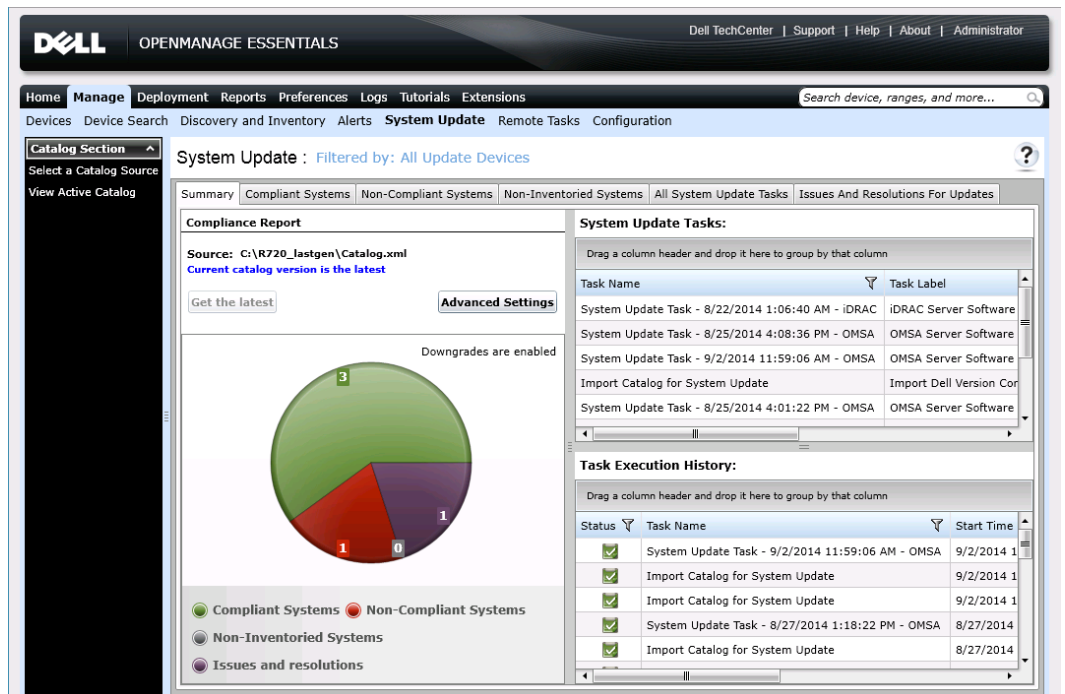 DELL OPENMANAGE ESSENTIALS
Dell TechCenter | Support | Help | About | Administrator
Home Manage Deployment Reports Preferences Logs Tutorials Extensions
Search device, ranges, and more...
Devices Device Search Discovery and Inventory Alerts System Update Remote Tasks Configuration
Catalog Section
Select a Catalog Source
View Active Catalog
System Update : Filtered by: All Update Devices
?
Summary Compliant Systems Non-Compliant Systems Non-Inventoried Systems All System Update Tasks Issues And Resolutions For Updates
Compliance Report
Source: C:\R720_lastgen\Catalog.xml
Current catalog version is the latest
Get the latest Advanced Settings
Downgrades are enabled
3
1
1
0
Compliant Systems Non-Compliant Systems
Non-Inventoried Systems
Issues and resolutions
System Update Tasks:
Drag a column header and drop it here to group by that column
Task Name Task Label
System Update Task - 8/22/2014 1:06:40 AM - iDRAC iDRAC Server Software
System Update Task - 8/25/2014 4:08:36 PM - OMSA OMSA Server Software
System Update Task - 9/2/2014 11:59:06 AM - OMSA OMSA Server Software
Import Catalog for System Update Import Dell Version Cor
System Update Task - 8/25/2014 4:01:22 PM - OMSA OMSA Server Software
Task Execution History:
Drag a column header and drop it here to group by that column
Status Task Name Start Time
System Update Task - 9/2/2014 11:59:06 AM - OMSA 9/2/2014 1
Import Catalog for System Update 9/2/2014 1
Import Catalog for System Update 9/2/2014 1
System Update Task - 8/27/2014 1:18:22 PM - OMSA 8/27/2014
Import Catalog for System Update 8/27/2014